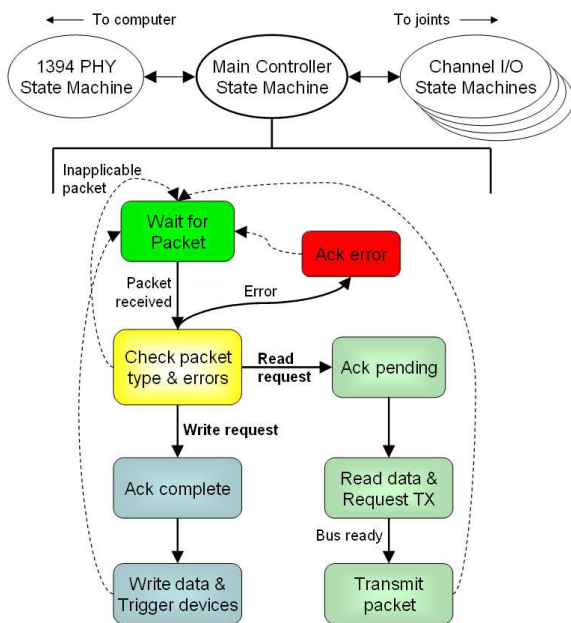 To computer
To joints
1394 PHY
State Machine
Main Controller
State Machine
Channel I/O
State Machines
Inapplicable
packet
Wait for
Packet
Ack error
Packet
received
Error
Check packet
type & errors
Read
request
Ack pending
Write request
Ack complete
Read data &
Request TX
Bus ready
Write data &
Trigger devices
Transmit
packet